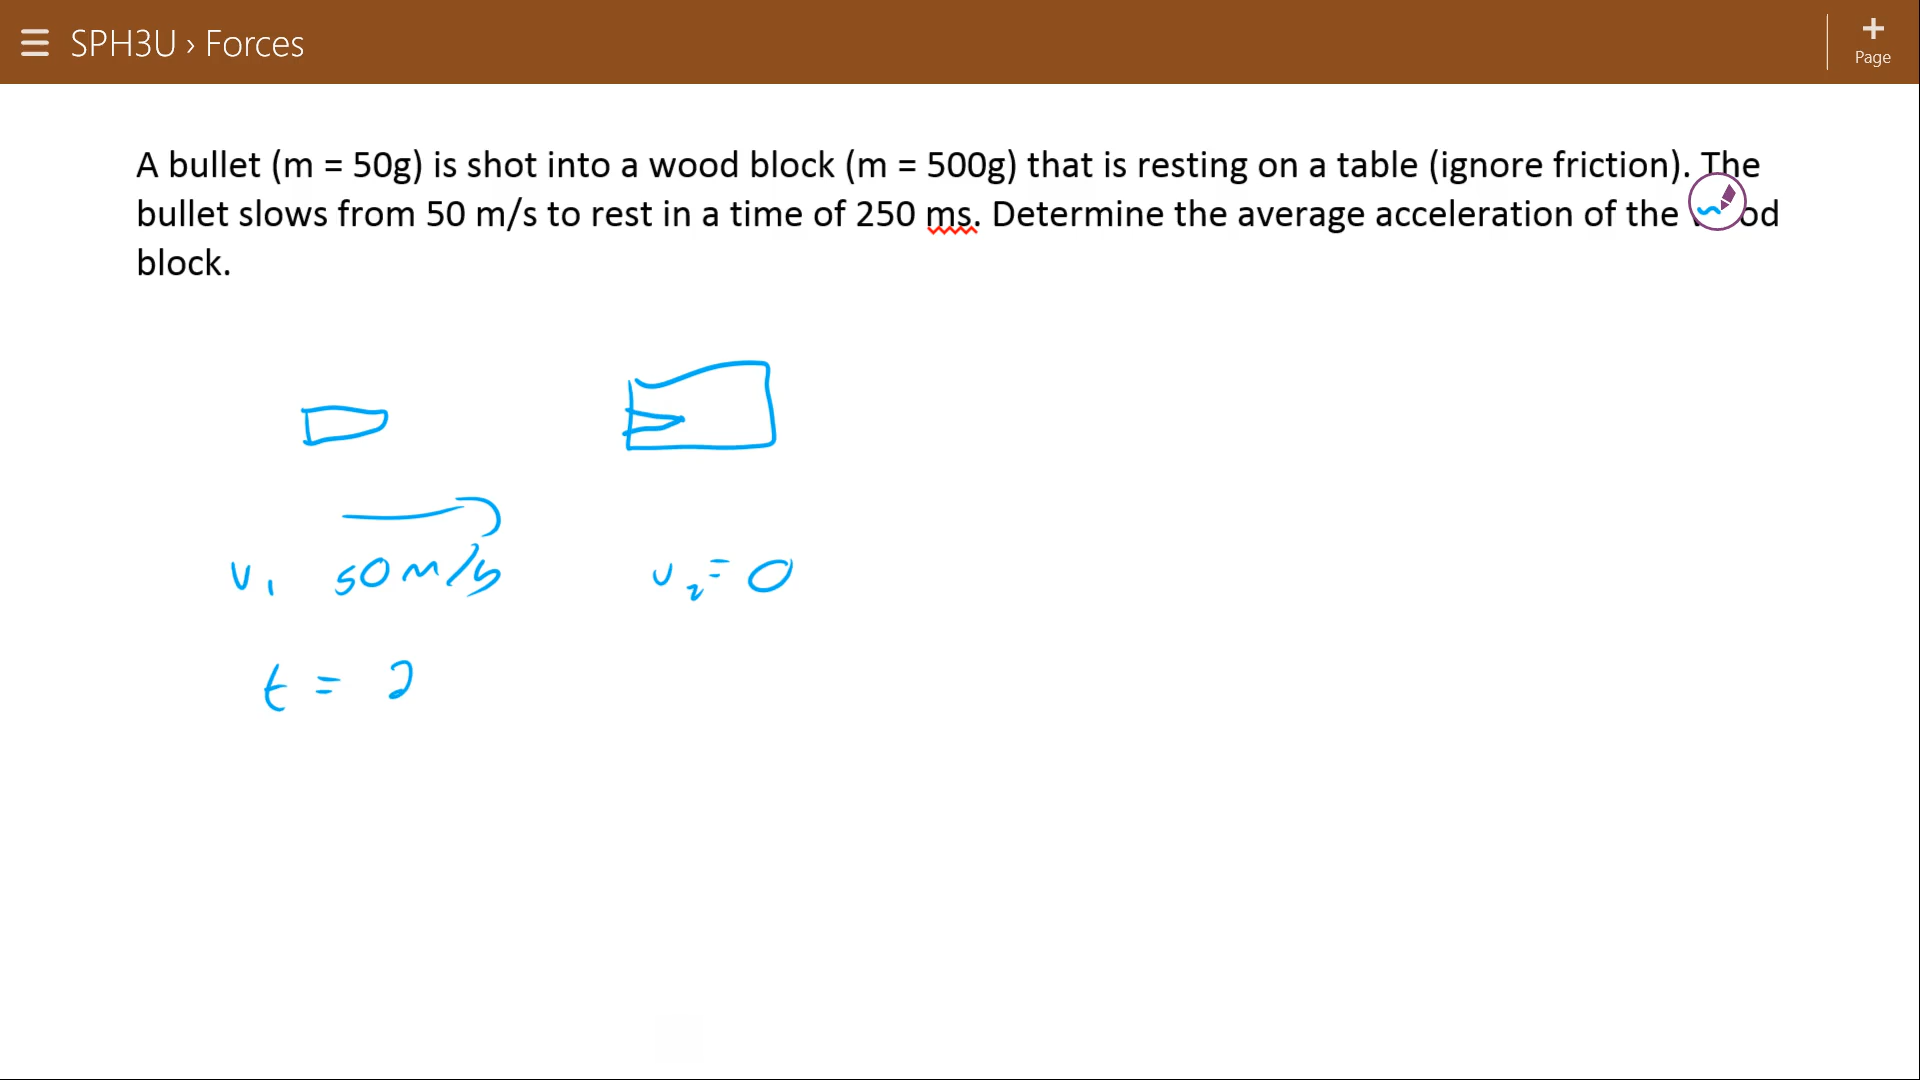 SPH3U › Forces
Page
A bullet (m = 50g) is shot into a wood block (m = 500g) that is resting on a table (ignore friction). The
bullet slows from 50 m/s to rest in a time of 250 ms. Determine the average acceleration of the
block.
v₁ 50 m/s v₂ = 0
t = 2